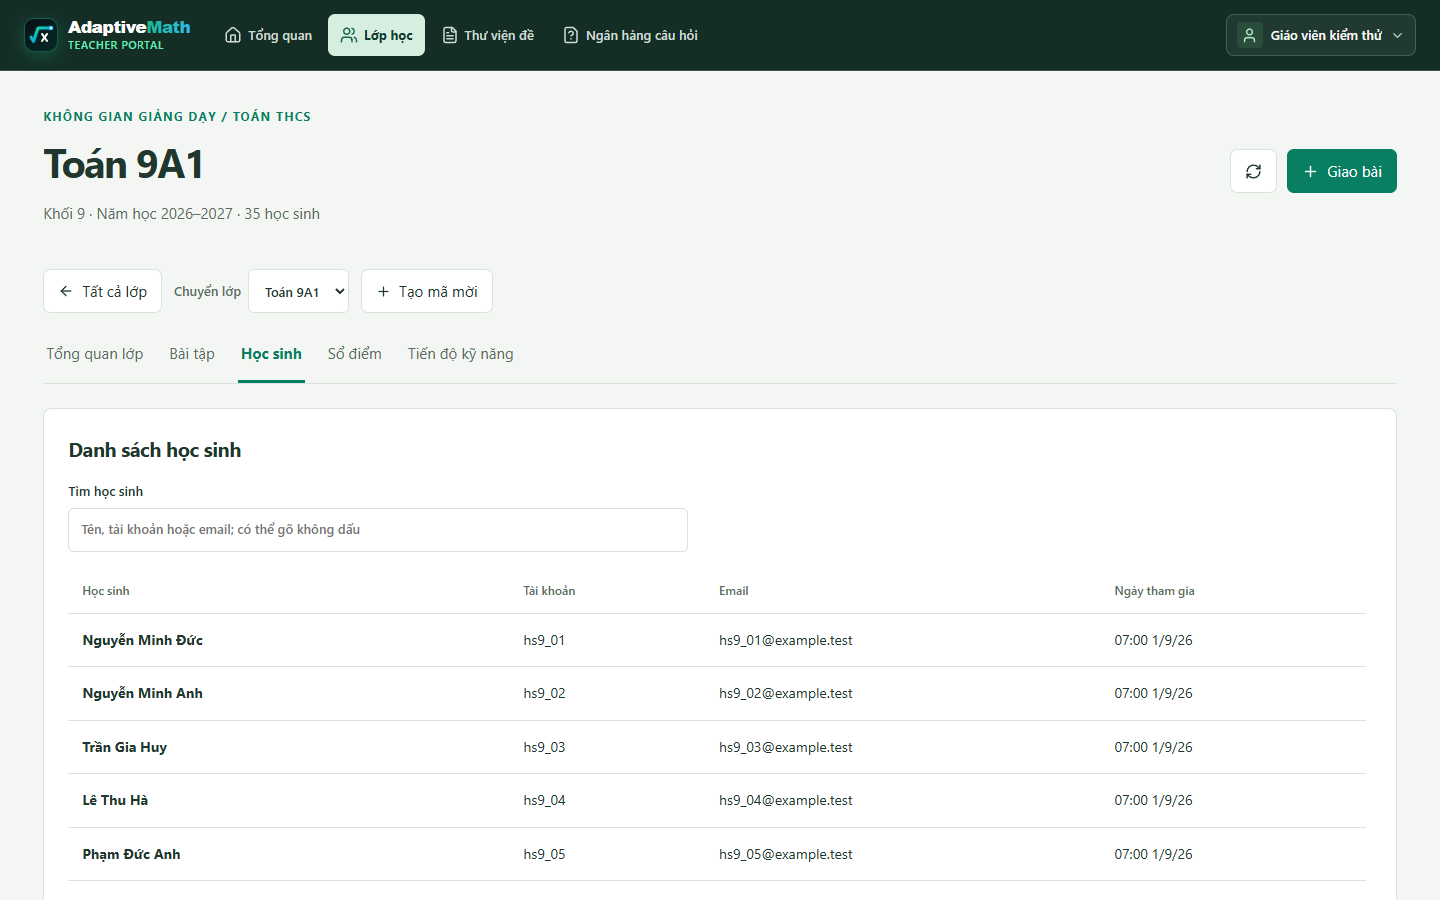 AdaptiveMath
TEACHER PORTAL
Tổng quan
Lớp học
Thư viện đề
Ngân hàng câu hỏi
Giáo viên kiểm thử
KHÔNG GIAN GIẢNG DẠY / TOÁN THCS
Toán 9A1
Giao bài
Khối 9 · Năm học 2026–2027 · 35 học sinh
Tất cả lớp
Chuyển lớp
Toán 9A1
Tạo mã mời
Tổng quan lớp
Bài tập
Học sinh
Sổ điểm
Tiến độ kỹ năng
Danh sách học sinh
Tìm học sinh
Tên, tài khoản hoặc email; có thể gõ không dấu
Học sinh Tài khoản Email Ngày tham gia
Nguyễn Minh Đức hs9_01 hs9_01@example.test 07:00 1/9/26
Nguyễn Minh Anh hs9_02 hs9_02@example.test 07:00 1/9/26
Trần Gia Huy hs9_03 hs9_03@example.test 07:00 1/9/26
Lê Thu Hà hs9_04 hs9_04@example.test 07:00 1/9/26
Phạm Đức Anh hs9_05 hs9_05@example.test 07:00 1/9/26